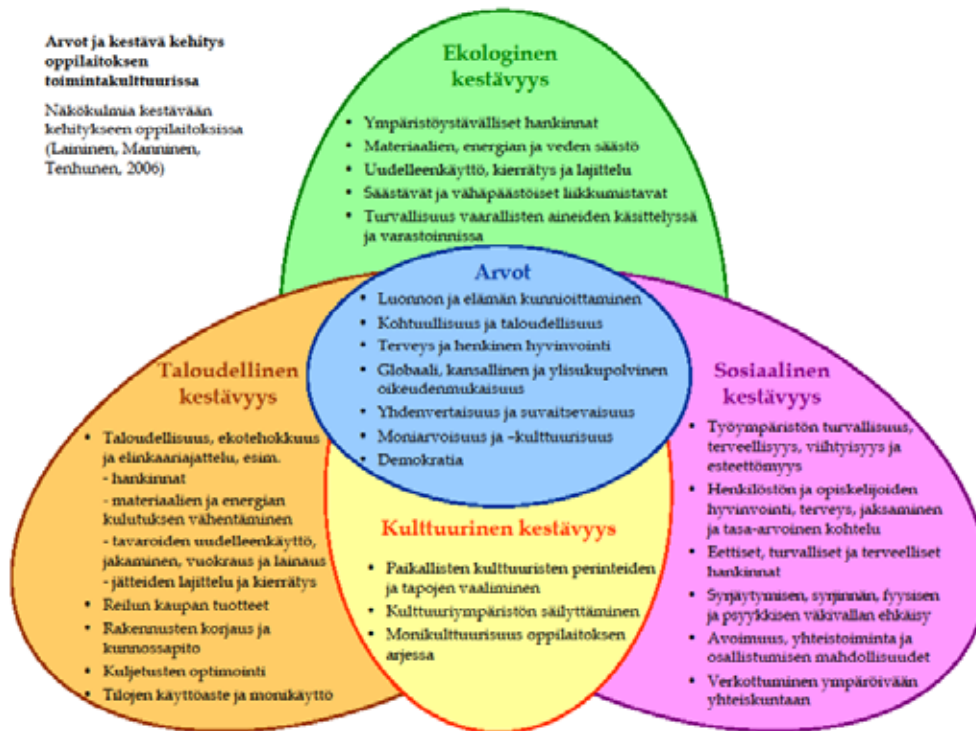 Arvot ja kestävä kehitys
oppilaitoksen
toimintakulttuurissa
Näkökulmia kestävään
kehitykseen oppilaitoksissa
(Laininen, Manninen,
Tenhunen, 2006)
Ekologinen
kestävyys
• Ympäristöystävälliset hankinnat
• Materiaalien, energian ja veden säästö
• Uudelleenkäyttö, kierrätys ja lajittelu
• Säästävät ja vähäpäästöiset liikkumistavat
• Turvallisuus vaarallisten aineiden käsittelyssä
ja varastoinnissa
Arvot
• Luonnon ja elämän kunnioittaminen
• Kohtuullisuus ja taloudellisuus
• Terveys ja henkinen hyvinvointi
• Globaali, kansallinen ja ylisukupolvinen
oikeudenmukaisuus
• Yhdenvertaisuus ja suvaitsevaisuus
• Moniarvoisuus ja –kulttuurisuus
• Demokratia
Taloudellinen
kestävyys
• Taloudellisuus, ekotehokkuus
ja elinkaariajattelu, esim.
- hankinnat
- materiaalien ja energian
kulutuksen vähentäminen
- tavaroiden uudelleenkäyttö,
jakaminen, vuokraus ja lainaus
- jätteiden lajittelu ja kierrätys
• Reilun kaupan tuotteet
• Rakennusten korjaus ja
kunnossapito
• Kuljetusten optimointi
• Tilojen käyttöaste ja monikäyttö
Kulttuurinen kestävyys
• Paikallisten kulttuuristen perinteiden
ja tapojen vaaliminen
• Kulttuuriympäristön säilyttäminen
• Monikulttuurisuus oppilaitoksen
arjessa
Sosiaalinen
kestävyys
• Työympäristön turvallisuus,
terveellisyys, viihtyisyys ja
esteettömyys
• Henkilöstön ja opiskelijoiden
hyvinvointi, terveys, jaksaminen
ja tasa-arvoinen kohtelu
• Eettiset, turvalliset ja terveelliset
hankinnat
• Syrjäytymisen, syrjinnän, fyysisen
ja psyykkisen väkivallan ehkäisy
• Avoimuus, yhteistoiminta ja
osallistumisen mahdollisuudet
• Verkottuminen ympäröivään
yhteiskuntaan